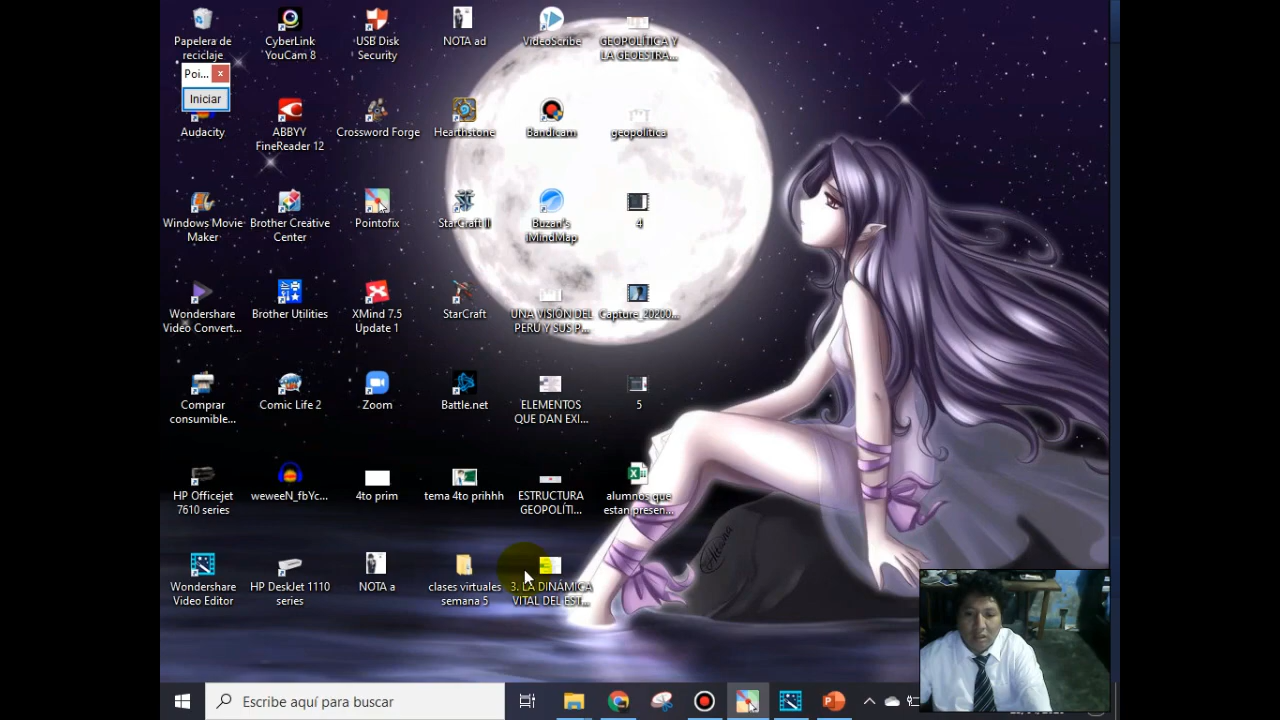 Papelera de
reciclaje
CyberLink
YouCam 8
USB Disk
Security
NOTA ad
VideoScribe
GEOPOLÍTICA Y
LA GEOESTRA...
Poi...
Iniciar
Audacity
ABBYY
FineReader 12
Crossword Forge
Hearthstone
Bandicam
geopolitica
Windows Movie
Maker
Brother Creative
Center
Pointofix
StarCraft II
Buzan's
iMindMap
4
Wondershare
Video Convert...
Brother Utilities
XMind 7.5
Update 1
StarCraft
UNA VISIÓN DEL
PERU Y SUS P...
Capture_20200...
Comprar
consumible...
Comic Life 2
Zoom
Battle.net
ELEMENTOS
QUE DAN EXI...
5
HP Officejet
7610 series
weweeN_fbYc...
4to prim
tema 4to prihhh
ESTRUCTURA
GEOPOLÍTI...
alumnos que
estan presen...
Wondershare
Video Editor
HP Deskjet 1110
series
NOTA a
clases virtuales
semana 5
3. LA DINÁMICA
VITAL DEL EST...
Escribe aquí para buscar